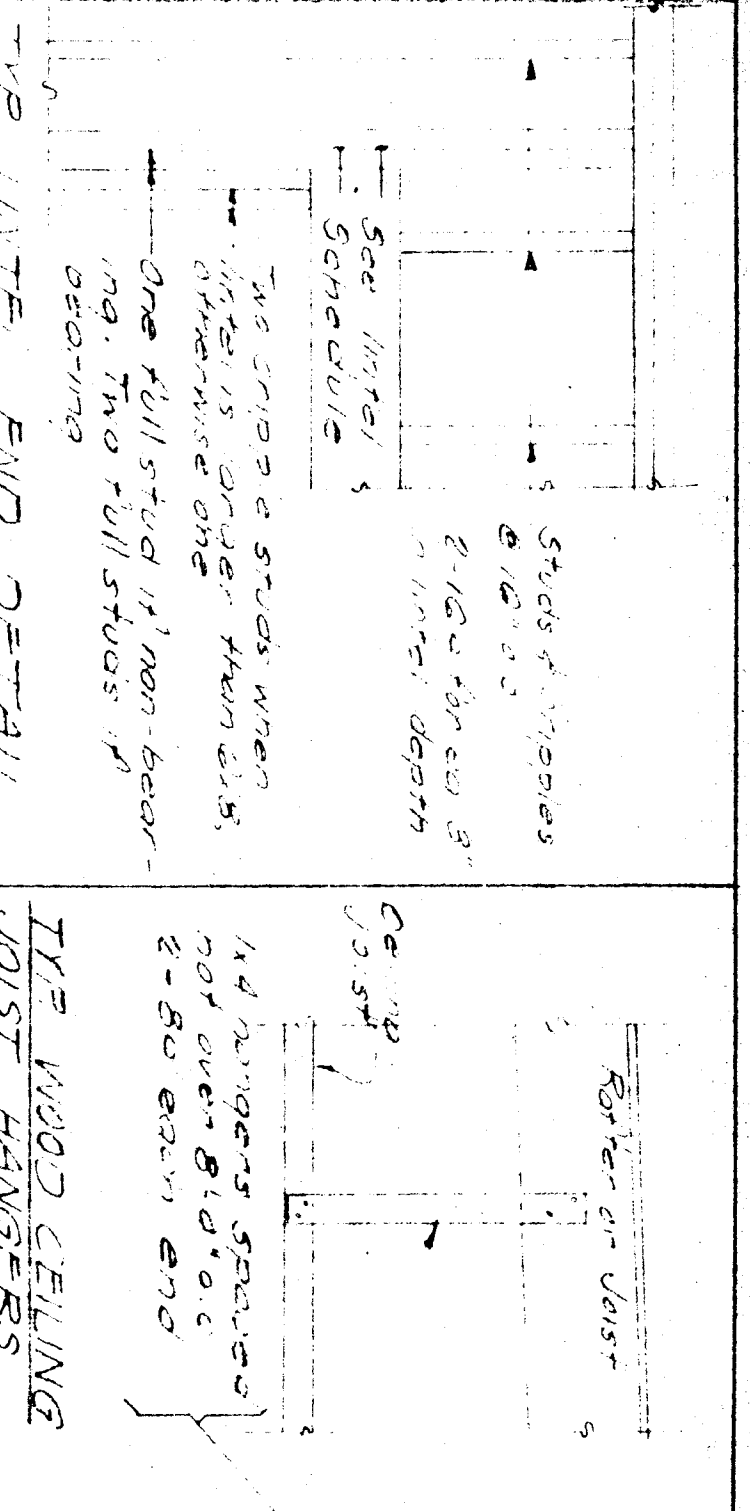 Studs & cripples
@ 16" o.c.
2-16d for ea 8"
lintel depth
See lintel
Schedule
Two cripple studs when
lintel is larger than 6x8,
otherwise one
One full stud if non-bear-
ing. Two full studs if
bearing
TYP LINTEL END DETAIL
Rafter or Joist
Ceiling
Joist
1x4 hangers spaced
not over 8'0" o.c.
2-8d each end
TYP. WOOD CEILING
JOIST HANGERS